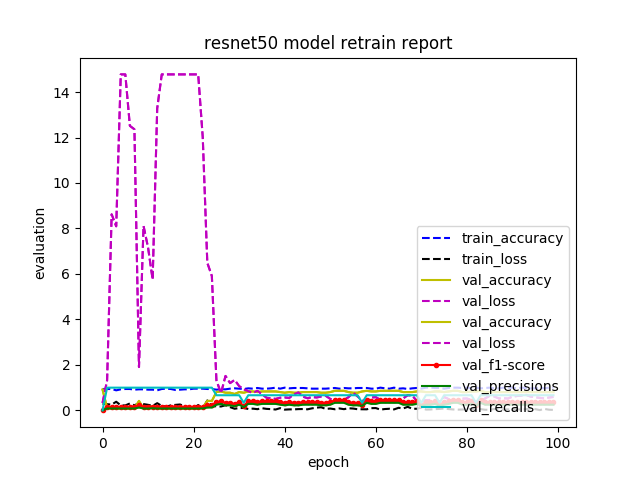 resnet50 model retrain report
14
12
10
8
6
4
2
0
evaluation
train_accuracy
train_loss
val_accuracy
val_loss
val_accuracy
val_loss
val_f1-score
val_precisions
val_recalls
0 20 40 60 80 100
epoch